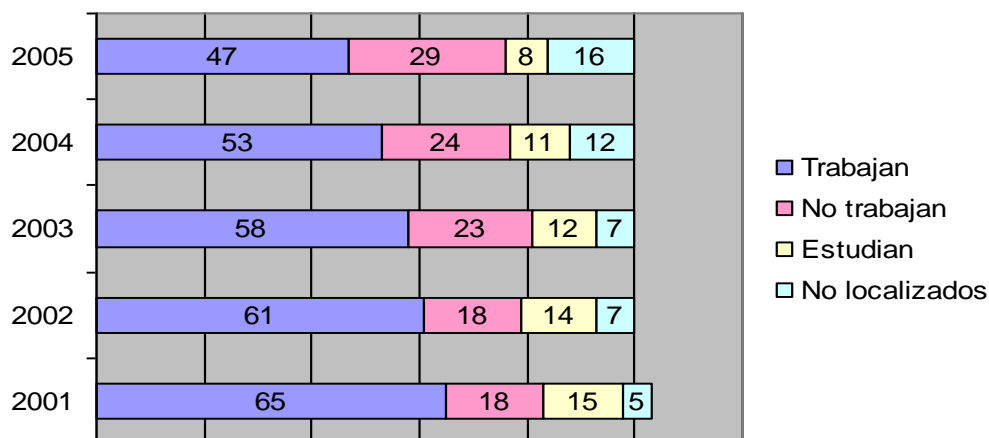 2005 47 29 8 16
2004 53 24 11 12
2003 58 23 12 7
2002 61 18 14 7
2001 65 18 15 5
Trabajan
No trabajan
Estudian
No localizados